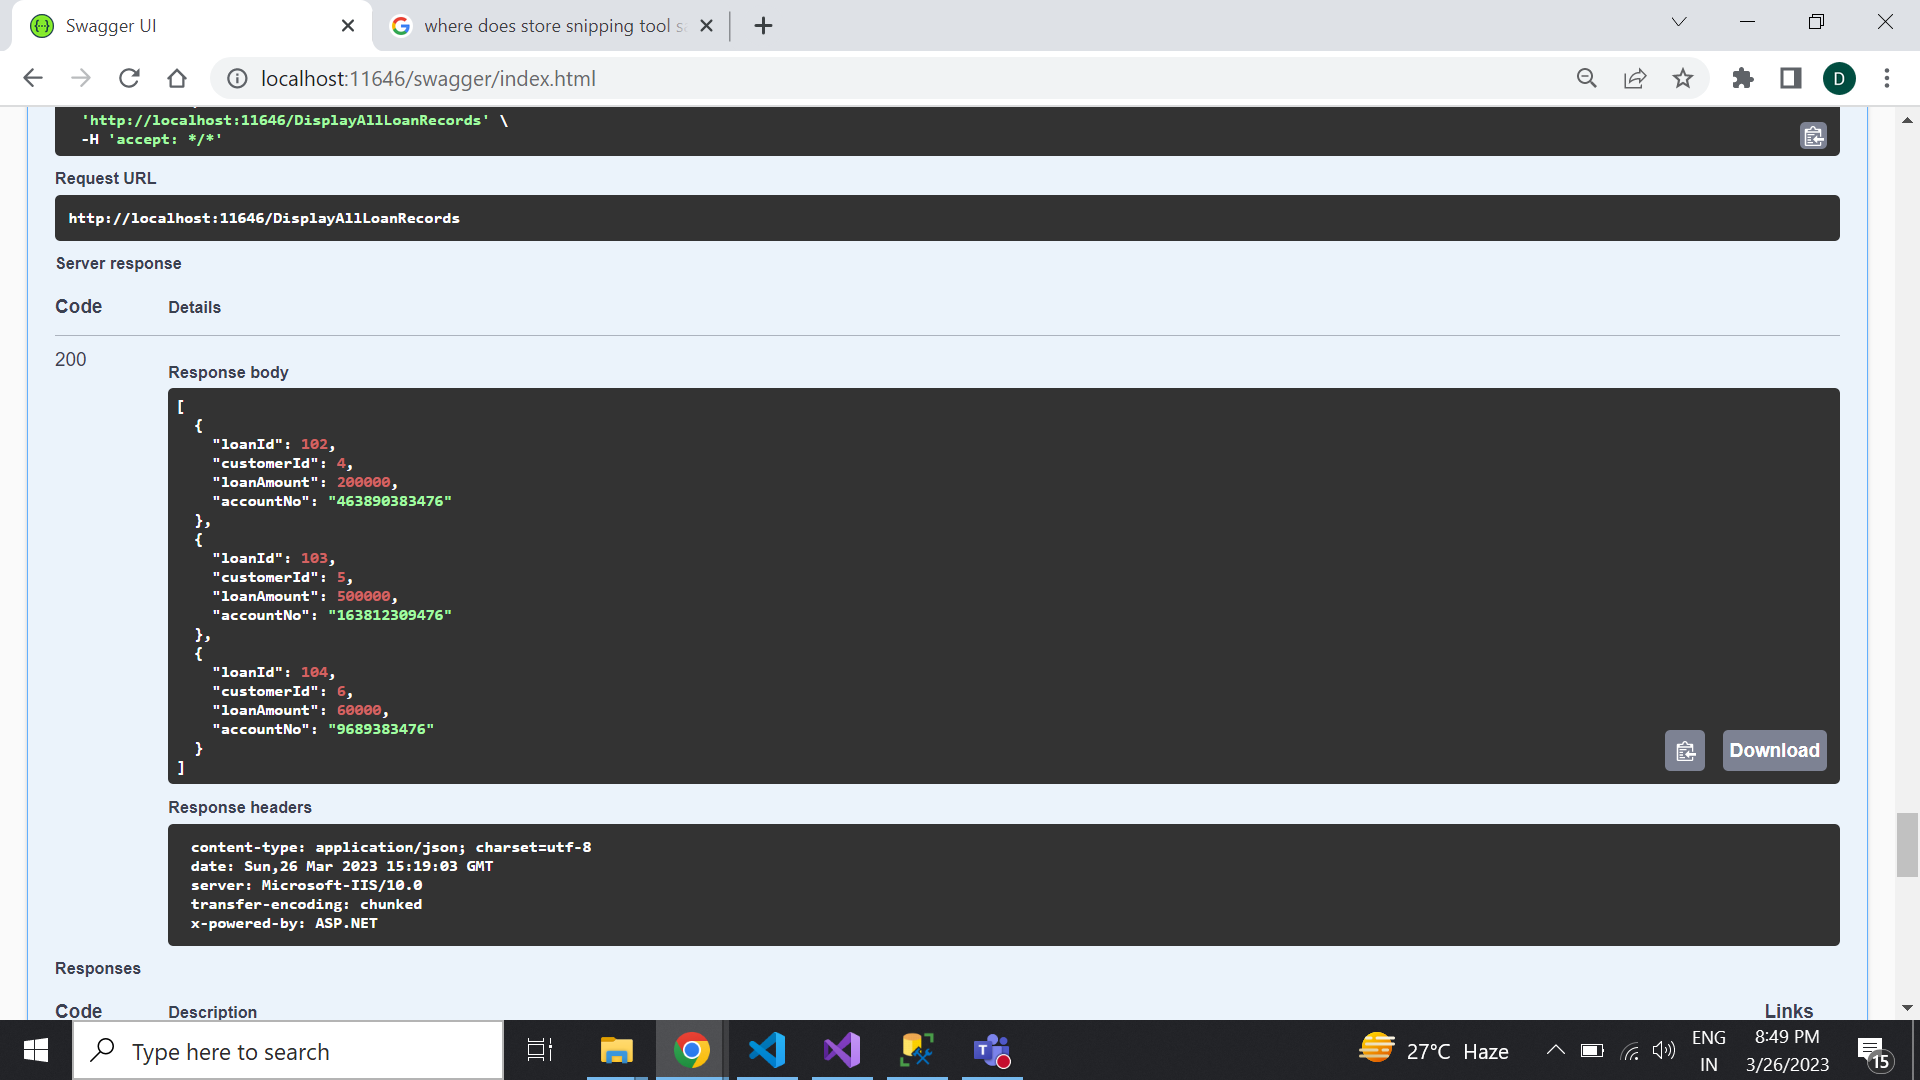 Swagger UI
where does store snipping tool sa
localhost:11646/swagger/index.html
D
'http://localhost:11646/DisplayAllLoanRecords' \
-H 'accept: */*'
Request URL
http://localhost:11646/DisplayAllLoanRecords
Server response
Code Details
200
Response body
[
{
"loanId": 102,
"customerId": 4,
"loanAmount": 200000,
"accountNo": "463890383476"
},
{
"loanId": 103,
"customerId": 5,
"loanAmount": 500000,
"accountNo": "163812309476"
},
{
"loanId": 104,
"customerId": 6,
"loanAmount": 60000,
"accountNo": "9689383476"
}
]
Download
Response headers
content-type: application/json; charset=utf-8
date: Sun,26 Mar 2023 15:19:03 GMT
server: Microsoft-IIS/10.0
transfer-encoding: chunked
x-powered-by: ASP.NET
Responses
Code Description Links
Type here to search
27°C Haze
ENG
IN
8:49 PM
3/26/2023
15